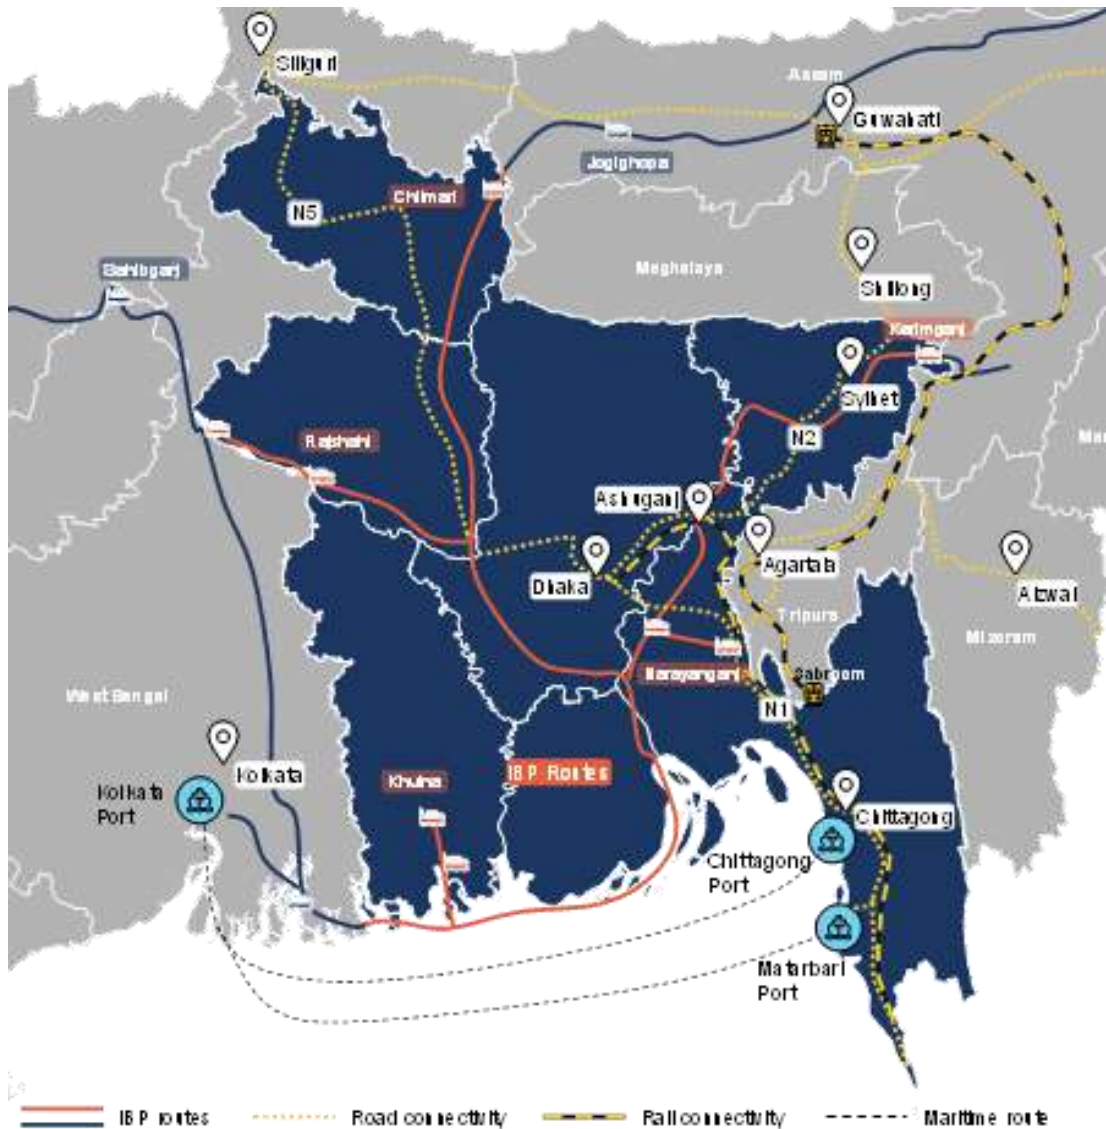 Siliguri
Assam
Guwahati
Jogighopa
Chilmari
N5
Shillong
Meghalaya
Sahibganj
Karimganj
Sylhet
N2
Rajshahi
Ashuganj
Agartala
Dhaka
Aizwal
Tripura
Mizoram
Narayanganj
Sabroom
West Bengal
N1
Kolkata
IBP Routes
Khulna
Kolkata
Port
Chittagong
Chittagong
Port
Matarbari
Port
IBP routes
Road connectivity
Rail connectivity
Maritime route